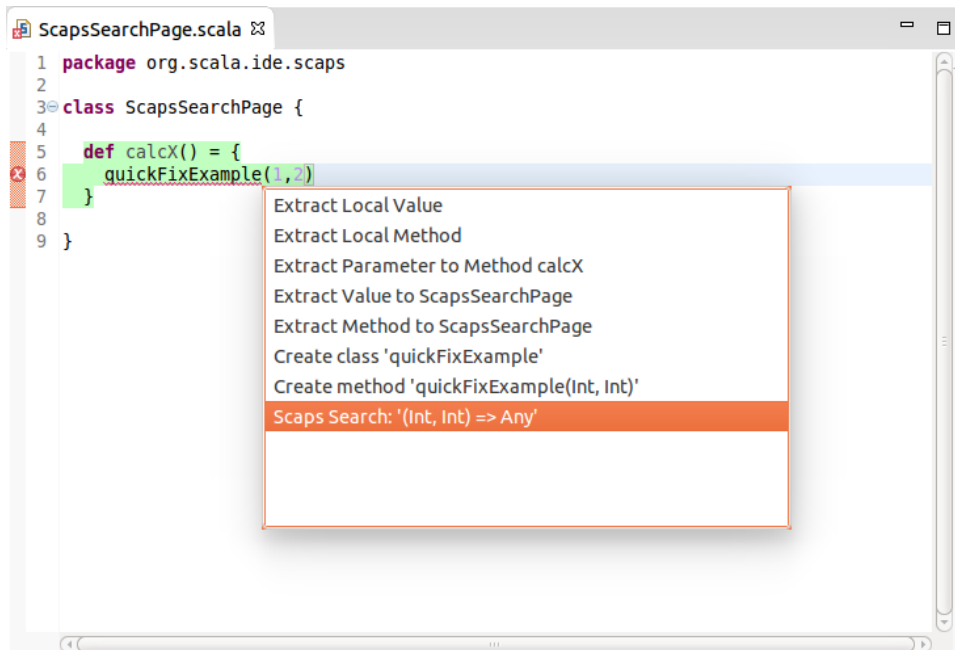 ScapsSearchPage.scala
1 package org.scala.ide.scaps
2
3 class ScapsSearchPage {
4
5 def calcX() = {
6 quickFixExample(1,2)
7 }
8
9 }
Extract Local Value
Extract Local Method
Extract Parameter to Method calcX
Extract Value to ScapsSearchPage
Extract Method to ScapsSearchPage
Create class 'quickFixExample'
Create method 'quickFixExample(Int, Int)'
Scaps Search: '(Int, Int) => Any'